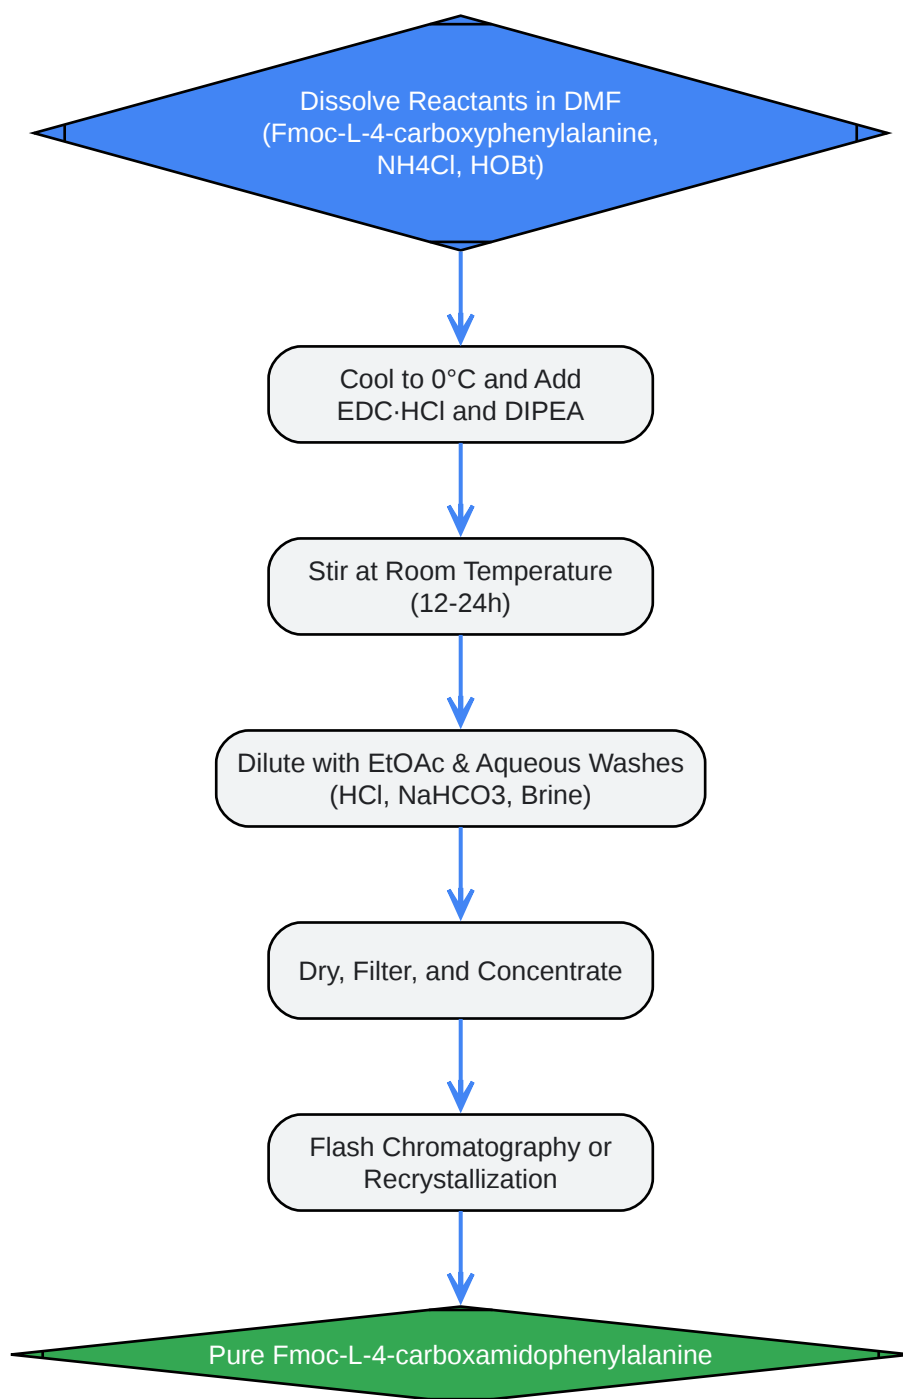 Dissolve Reactants in DMF
(Fmoc-L-4-carboxyphenylalanine,
NH4Cl, HOBt)
Cool to 0°C and Add
EDC·HCl and DIPEA
Stir at Room Temperature
(12-24h)
Dilute with EtOAc & Aqueous Washes
(HCl, NaHCO3, Brine)
Dry, Filter, and Concentrate
Flash Chromatography or
Recrystallization
Pure Fmoc-L-4-carboxamidophenylalanine